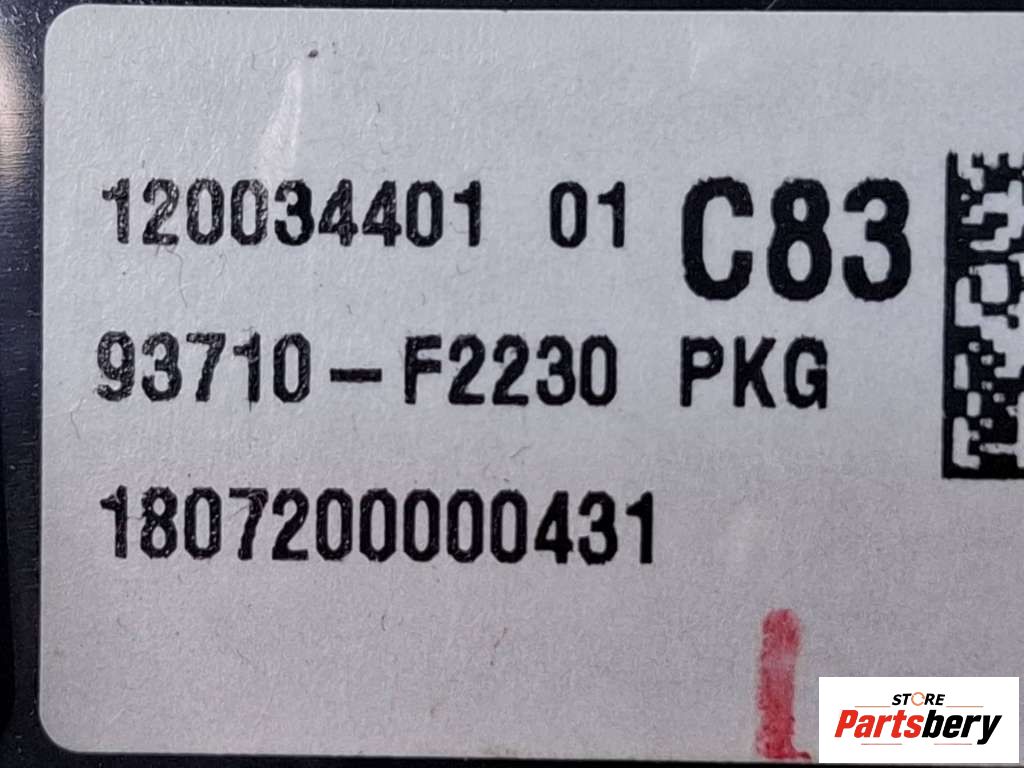 120034401 01 C83
93710-F2230 PKG
1807200000431
STORE
Partsbery